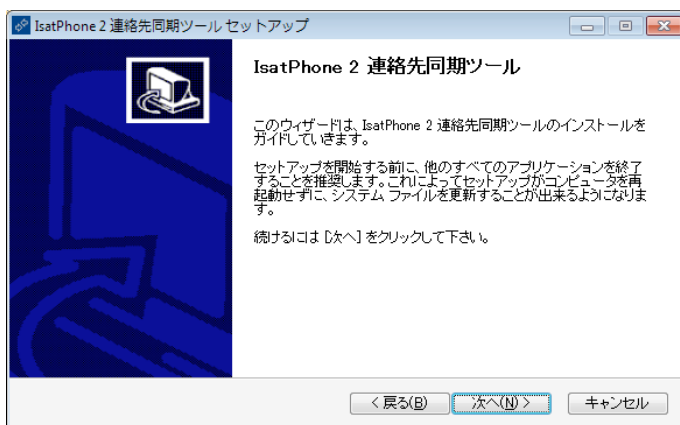 IsatPhone 2 連絡先同期ツール セットアップ
IsatPhone 2 連絡先同期ツール
このウィザードは、IsatPhone 2 連絡先同期ツールのインストールを
ガイドしていきます。
セットアップを開始する前に、他のすべてのアプリケーションを終了
することを推奨します。これによってセットアップがコンピュータを再
起動せずに、システム ファイルを更新することが出来るようになりま
す。
続けるには [次へ] をクリックして下さい。
< 戻る(B)
次へ(N) >
キャンセル